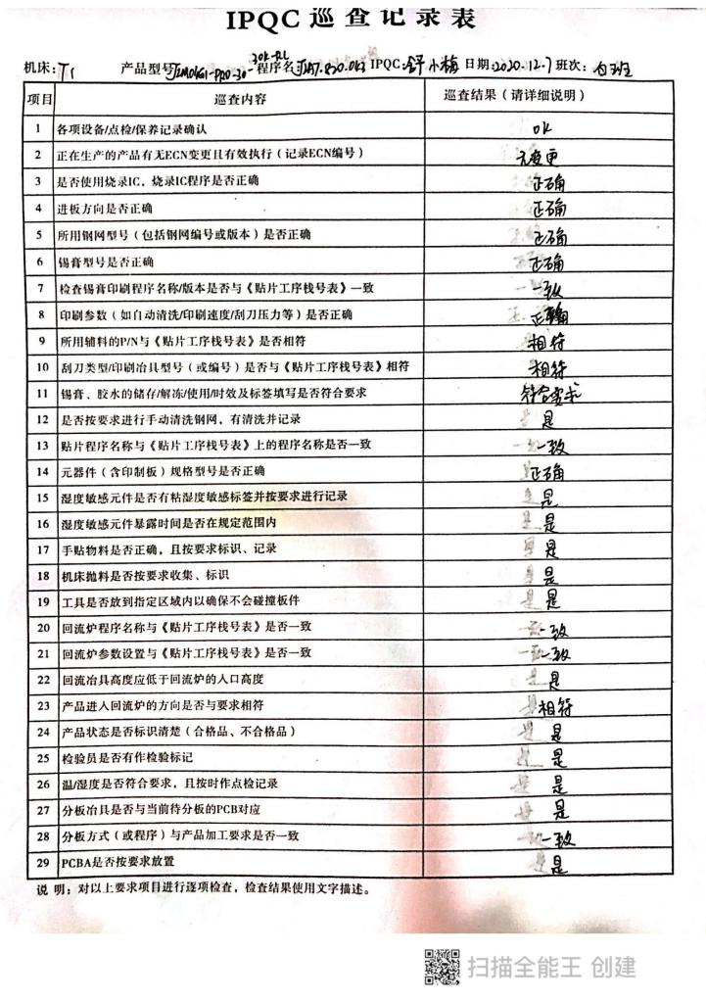 IPQC 巡查记录表
机床:T1 产品型号 程序名 IPQC:舒小梅 日期:2020.12.7 班次:白班
项目 巡查内容 巡查结果(请详细说明)
1 各项设备/点检/保养记录确认 ok
2 正在生产的产品有无ECN变更且有效执行(记录ECN编号) 无变更
3 是否使用烧录IC,烧录IC程序是否正确 正确
4 进板方向是否正确 正确
5 所用钢网型号(包括钢网编号或版本)是否正确 正确
6 锡膏型号是否正确 正确
7 检查锡膏印刷程序名称/版本是否与《贴片工序栈号表》一致 一致
8 印刷参数(如自动清洗/印刷速度/刮刀压力等)是否正确 正确
9 所用辅料的P/N与《贴片工序栈号表》是否相符 相符
10 刮刀类型/印刷治具型号(或编号)是否与《贴片工序栈号表》相符 相符
11 锡膏、胶水的储存/解冻/使用/时效及标签填写是否符合要求 符合要求
12 是否按要求进行手动清洗钢网,有清洗并记录 是
13 贴片程序名称与《贴片工序栈号表》上的程序名称是否一致 一致
14 元器件(含印制板)规格型号是否正确 正确
15 湿度敏感元件是否有粘湿度敏感标签并按要求进行记录 是
16 湿度敏感元件暴露时间是否在规定范围内 是
17 手贴物料是否正确,且按要求标识、记录 是
18 机床抛料是否按要求收集、标识 是
19 工具是否放到指定区域内以确保不会碰撞板件 是
20 回流炉程序名称与《贴片工序栈号表》是否一致 一致
21 回流炉参数设置与《贴片工序栈号表》是否一致 一致
22 回流冶具高度应低于回流炉的入口高度 是
23 产品进入回流炉的方向是否与要求相符 相符
24 产品状态是否标识清楚(合格品、不合格品) 是
25 检验员是否有作检验标记 是
26 温/湿度是否符合要求,且按时作点检记录 是
27 分板冶具是否与当前待分板的PCB对应 是
28 分板方式(或程序)与产品加工要求是否一致 一致
29 PCBA是否按要求放置 是
说 明:对以上要求项目进行逐项检查,检查结果使用文字描述。
扫描全能王 创建